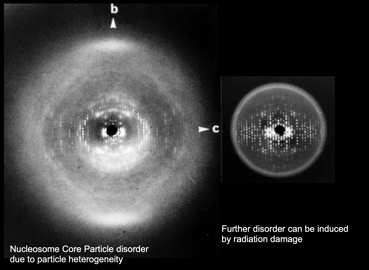 b
c
Nucleosome Core Particle disorder
due to particle heterogeneity
Further disorder can be induced
by radiation damage